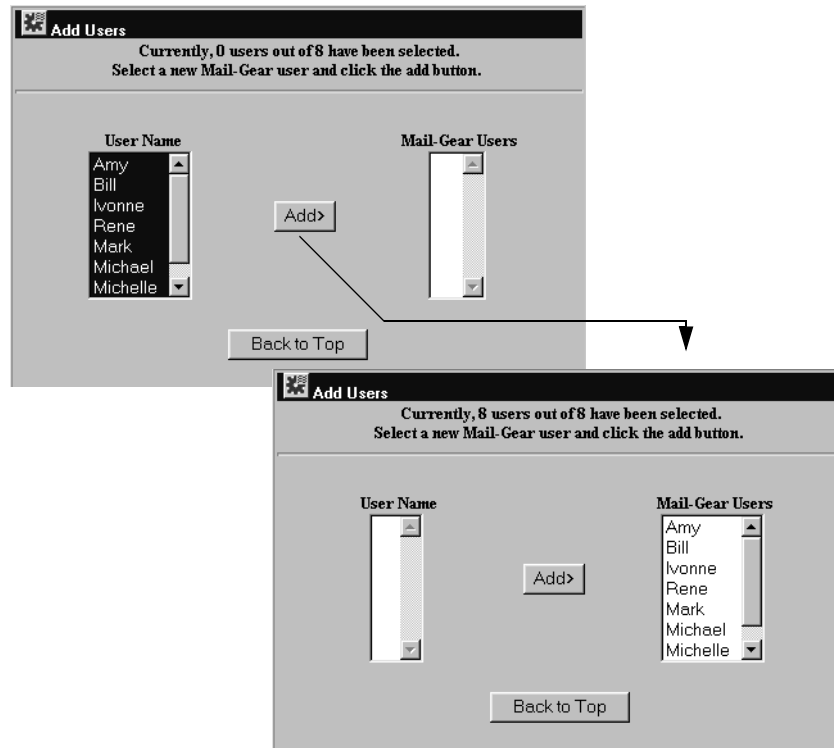 Add Users
Currently, 0 users out of 8 have been selected.
Select a new Mail-Gear user and click the add button.
User Name
Mail-Gear Users
Amy
Bill
Ivonne
Rene
Mark
Michael
Michelle
Add>
Back to Top
Add Users
Currently, 8 users out of 8 have been selected.
Select a new Mail-Gear user and click the add button.
User Name
Mail-Gear Users
Add>
Amy
Bill
Ivonne
Rene
Mark
Michael
Michelle
Back to Top